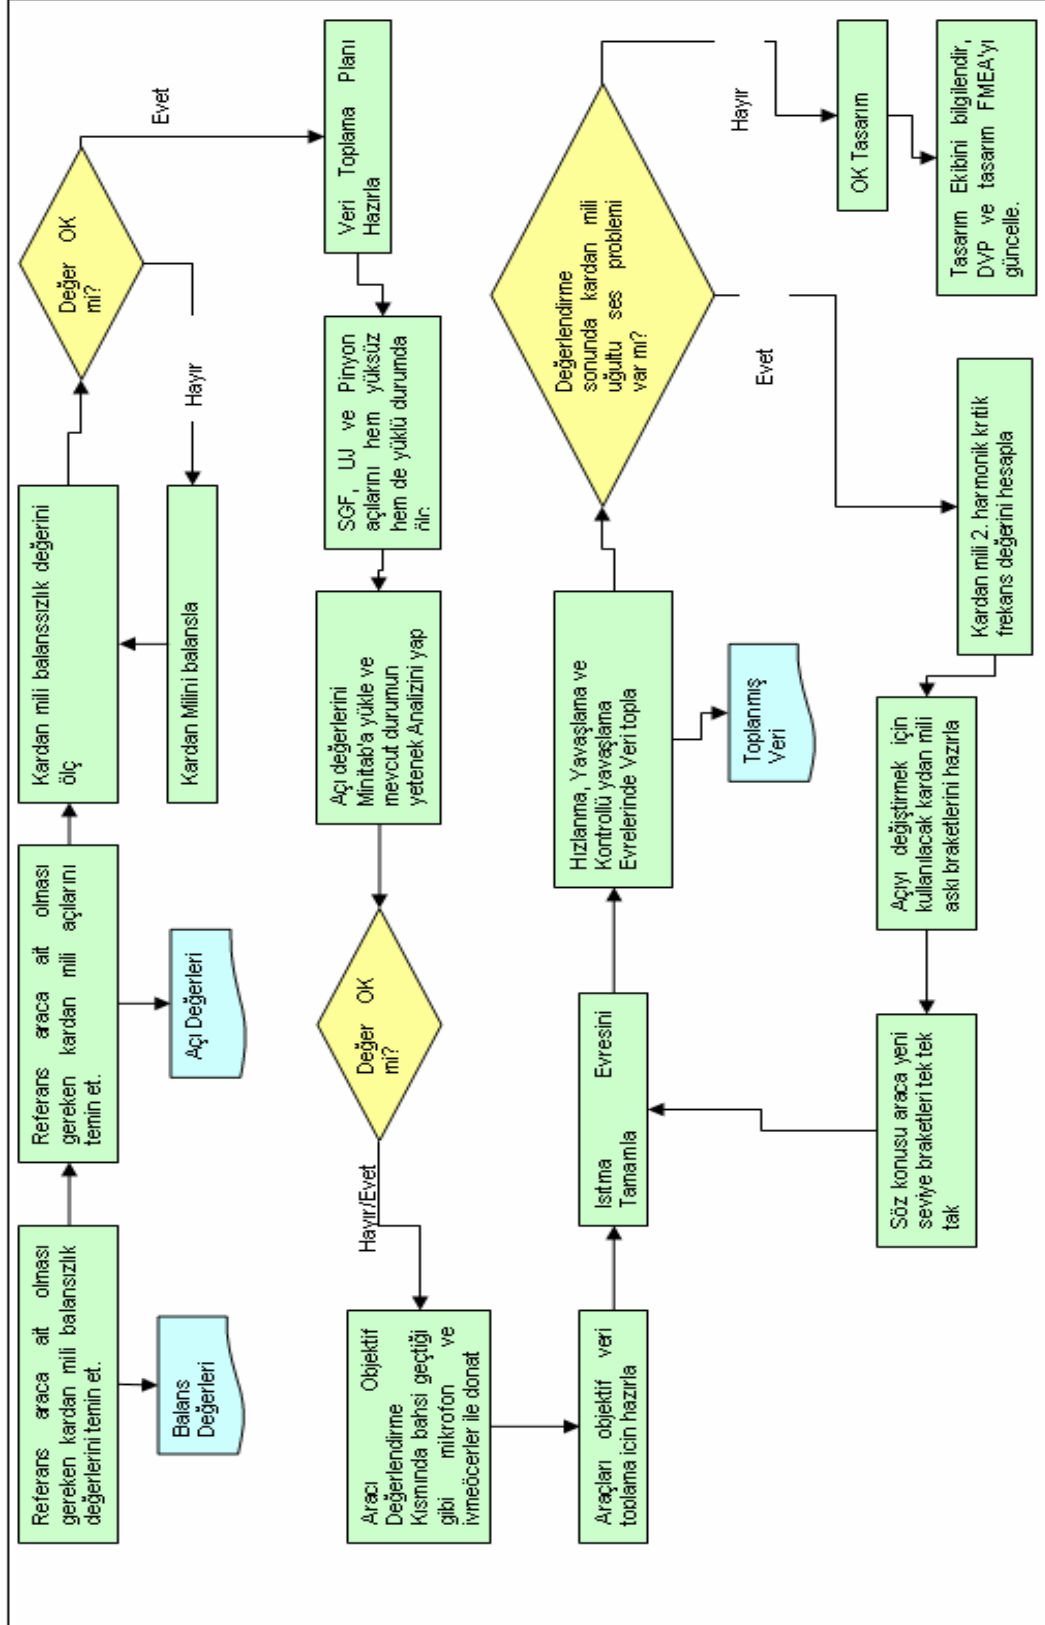 Referans araca ait olması
gereken kardan mili balansızlık
değerlerini temin et.
Balans
Değerleri
Referans araca ait olması
gereken kardan mili açılarını
temin et.
Açı Değerleri
Kardan mili balanssızlık değerini
ölç
Kardan Milini balansla
Değer OK
mi?
Hayır
Evet
Veri Toplama Planı
Hazırla
SGF, UJ ve Pinyon
açılarını hem yüksüz
hem de yüklü durumda
ölç
Açı değerlerini
Minitab'a yükle ve
mevcut durumun
yetenek Analizini yap
Değer OK
mi?
Hayır/Evet
Aracı Objektif
Değerlendirme
Kısmında bahsi geçtiği
gibi mikrofon ve
ivmeöcerler ile donat
Araçları objektif veri
toplama icin hazırla
Isıtma Evresini
Tamamla
Hızlanma, Yavaşlama ve
Kontrollü yavaşlama
Evrelerinde Veri topla
Toplanmış
Veri
Değerlendirme
sonunda kardan mili
uğultu ses problemi
var mı?
Hayır
Evet
OK Tasarım
Tasarım Ekibini bilgilendir,
DVP ve tasarım FMEA'yı
güncelle.
Kardan mili 2. harmonik kritik
frekans değerini hesapla
Açıyı değiştirmek için
kullanılacak kardan mili
askı braketlerini hazırla
Söz konusu araca yeni
seviye braketleri tek tek
tak